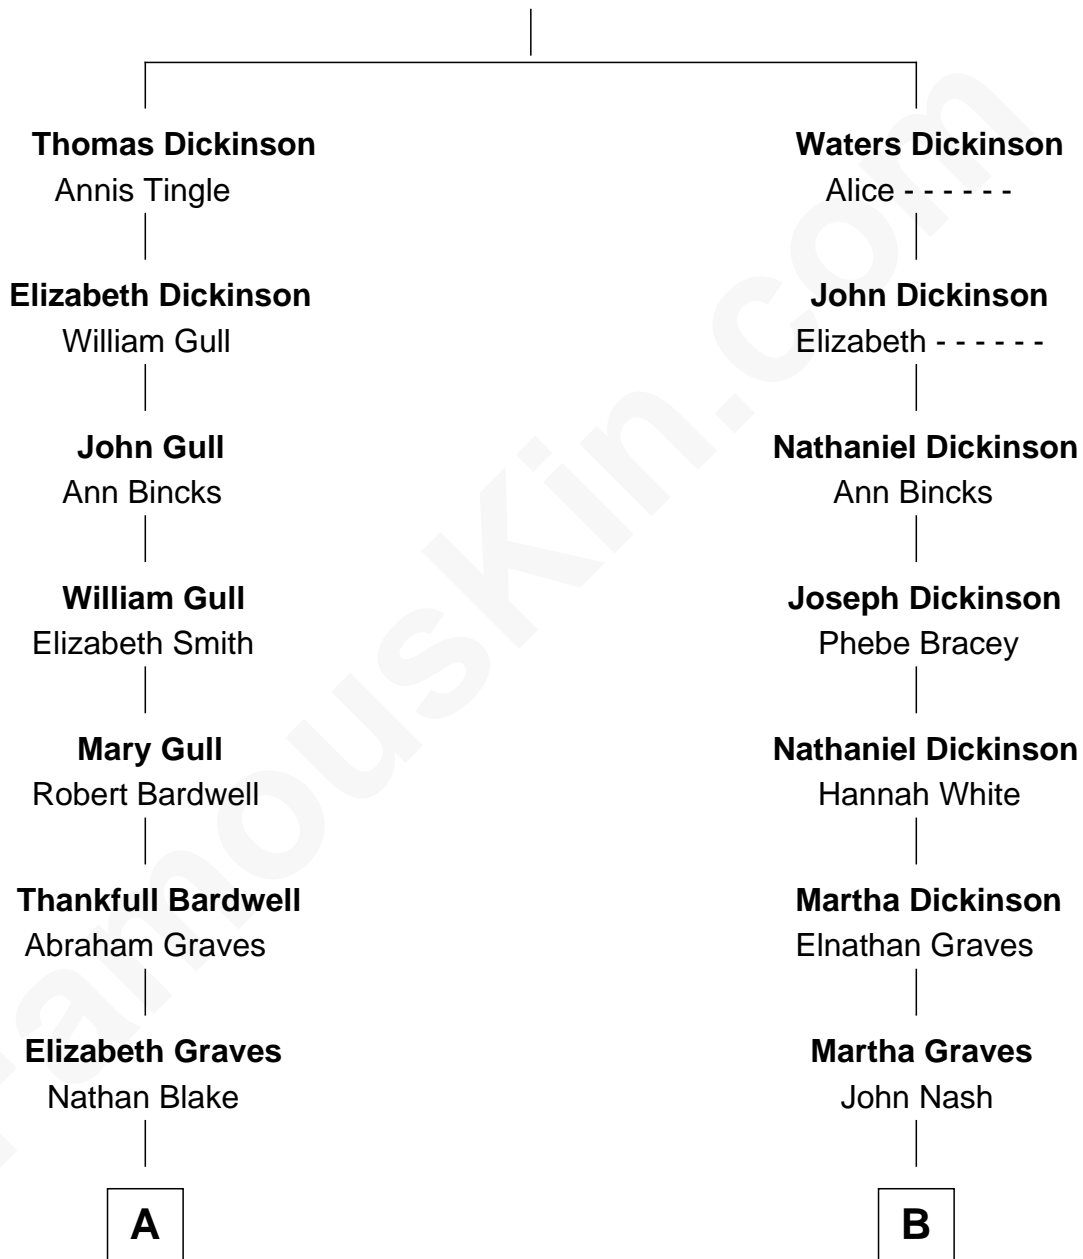 Thomas Dickinson
Annis Tingle
Waters Dickinson
Alice - - - - - -
Elizabeth Dickinson
William Gull
John Dickinson
Elizabeth - - - - - -
John Gull
Ann Bincks
Nathaniel Dickinson
Ann Bincks
William Gull
Elizabeth Smith
Joseph Dickinson
Phebe Bracey
Mary Gull
Robert Bardwell
Nathaniel Dickinson
Hannah White
Thankfull Bardwell
Abraham Graves
Martha Dickinson
Elnathan Graves
Elizabeth Graves
Nathan Blake
Martha Graves
John Nash
A
B
FamousKin.com